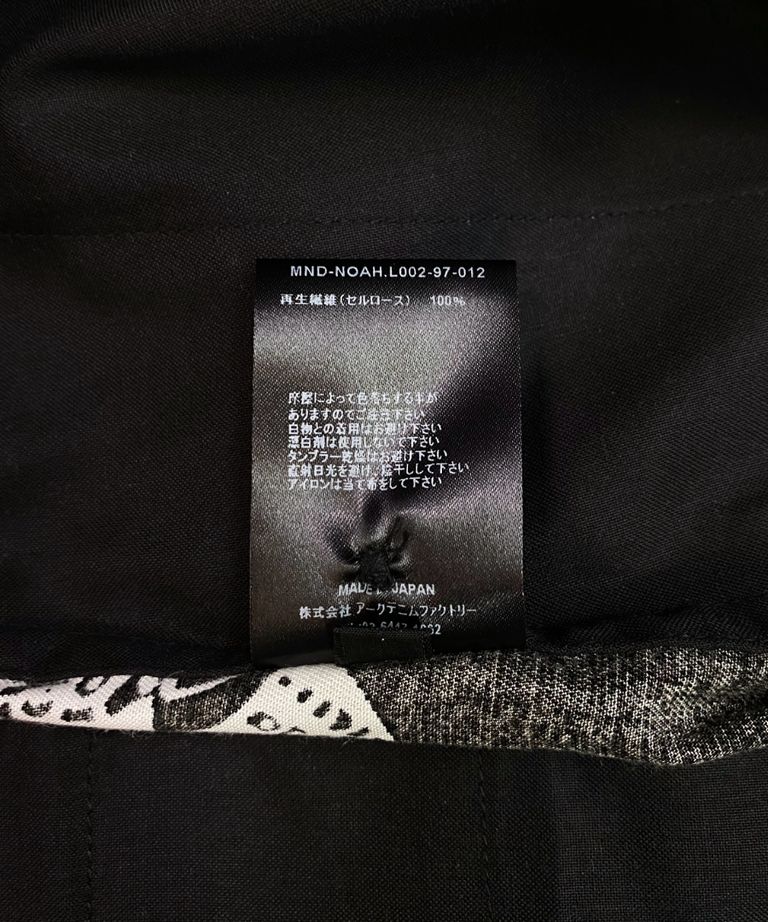 MND-NOAH.L002-97-012
再生繊維(セルロース) 100%
摩擦によって色落ちする事が
ありますのでご注意下さい
白物との着用はお避け下さい
漂白剤は使用しないで下さい
タンブラー乾燥はお避け下さい
直射日光を避け、陰干しして下さい
アイロンは当て布をして下さい
MADE JAPAN
株式会社 アークデニムファクトリー